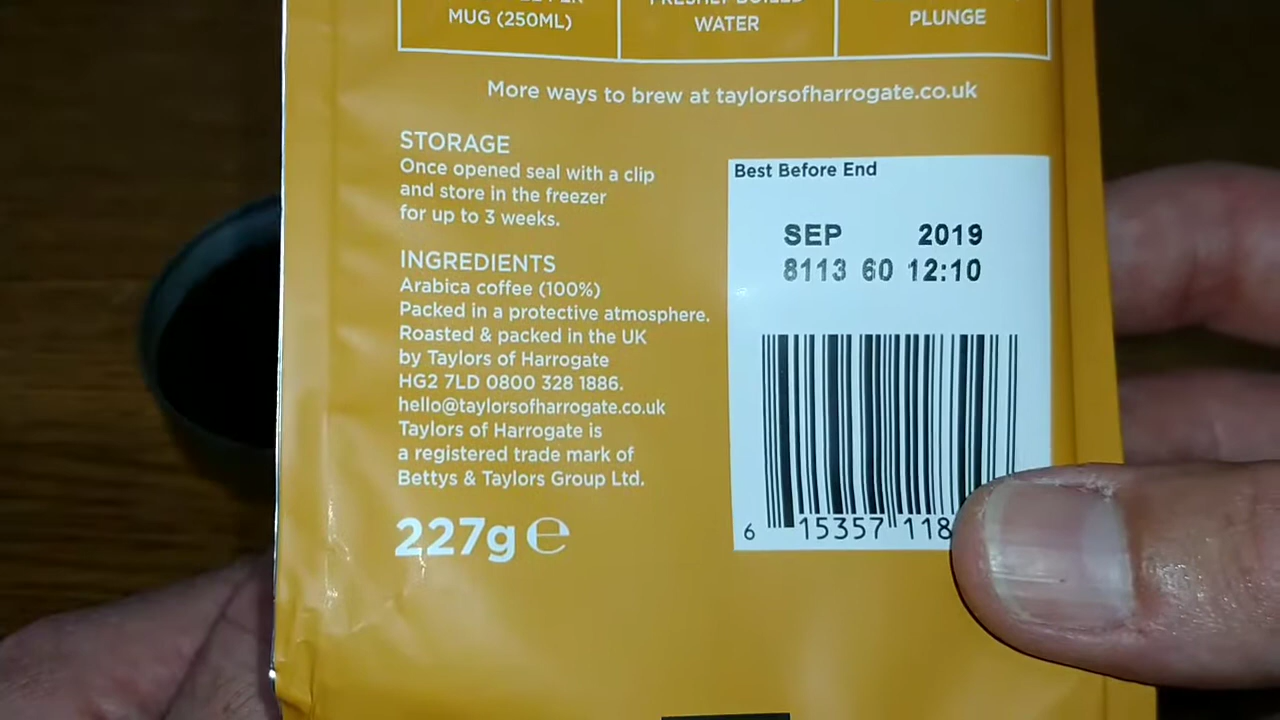 MUG (250ML)
WATER
PLUNGE
More ways to brew at taylorsofharrogate.co.uk
STORAGE
Once opened seal with a clip
and store in the freezer
for up to 3 weeks.
INGREDIENTS
Arabica coffee (100%)
Packed in a protective atmosphere.
Roasted & packed in the UK
by Taylors of Harrogate
HG2 7LD 0800 328 1886.
hello@taylorsofharrogate.co.uk
Taylors of Harrogate is
a registered trade mark of
Bettys & Taylors Group Ltd.
227g e
Best Before End
SEP 2019
8113 60 12:10
6 15357 118